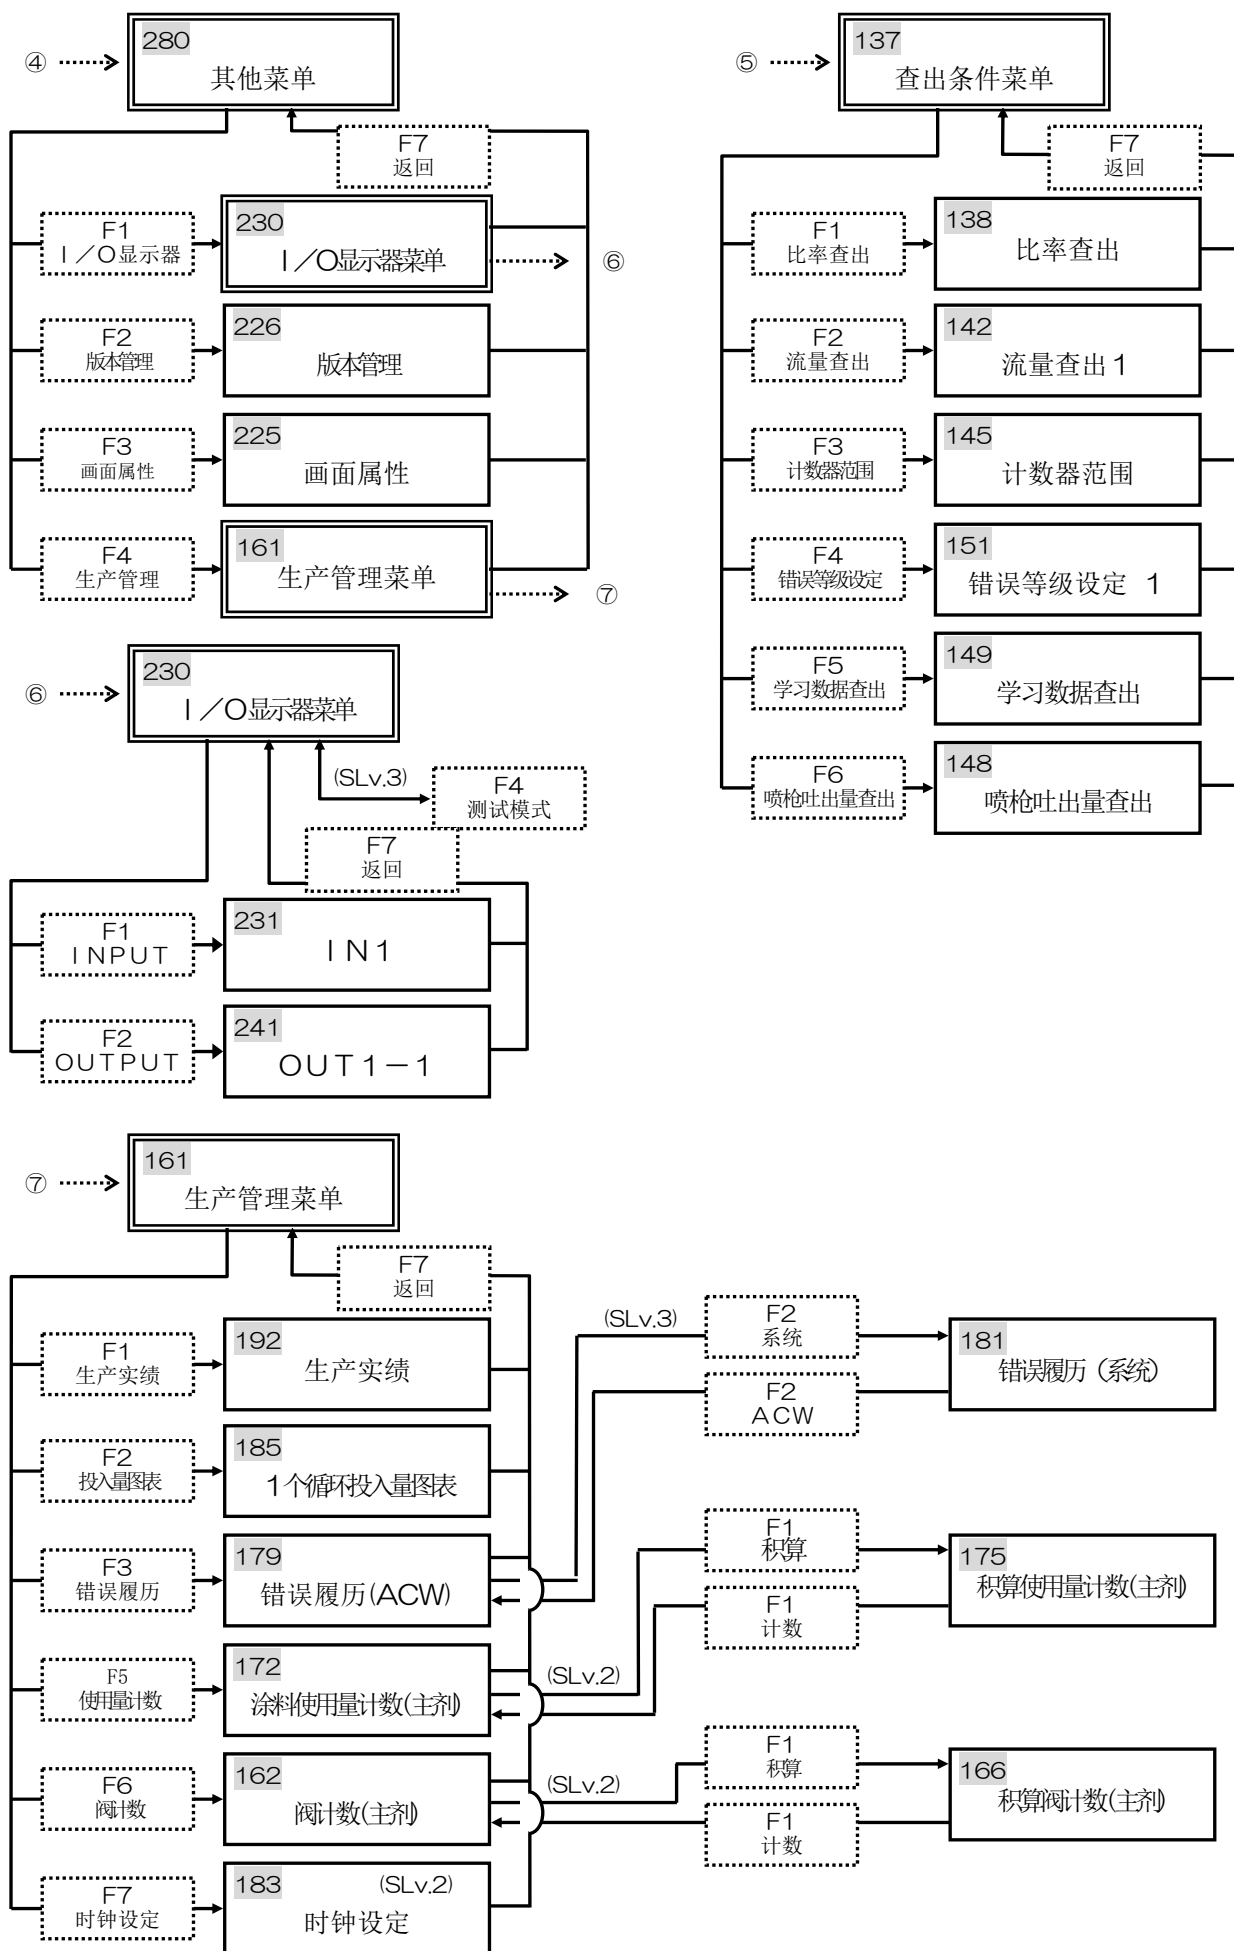 ④
280
其他菜单
F7
返回
F1
I／O显示器
230
I／O显示器菜单
⑥
F2
版本管理
226
版本管理
F3
画面属性
225
画面属性
F4
生产管理
161
生产管理菜单
⑦
⑤
137
查出条件菜单
F7
返回
F1
比率查出
138
比率查出
F2
流量查出
142
流量查出1
F3
计数器范围
145
计数器范围
F4
错误等级设定
151
错误等级设定 1
F5
学习数据查出
149
学习数据查出
F6
喷枪吐出量查出
148
喷枪吐出量查出
⑥
230
I／O显示器菜单
(SLv.3)
F4
测试模式
F7
返回
F1
INPUT
231
IN1
F2
OUTPUT
241
OUT1－1
⑦
161
生产管理菜单
F7
返回
F1
生产实绩
192
生产实绩
F2
投入量图表
185
1个循环投入量图表
F3
错误履历
179
错误履历(ACW)
(SLv.3)
F2
系统
F2
ACW
181
错误履历（系统）
F5
使用量计数
172
涂料使用量计数(主剂)
(SLv.2)
F1
积算
F1
计数
175
积算使用量计数(主剂)
F6
阀计数
162
阀计数(主剂)
(SLv.2)
F1
积算
F1
计数
166
积算阀计数(主剂)
F7
时钟设定
183
(SLv.2)
时钟设定